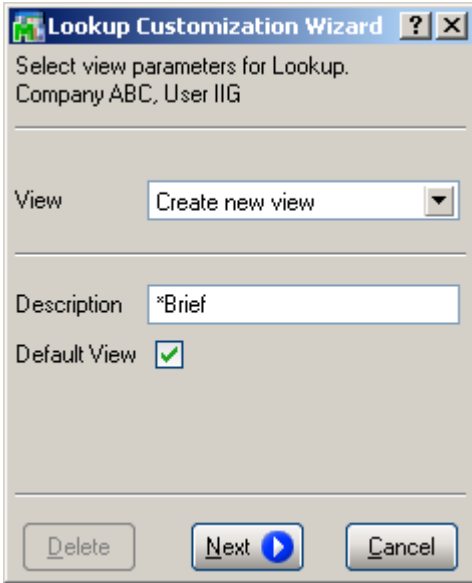 Lookup Customization Wizard ?
Select view parameters for Lookup.
Company ABC, User IIG
View Create new view
Description *Brief
Default View
Delete Next Cancel